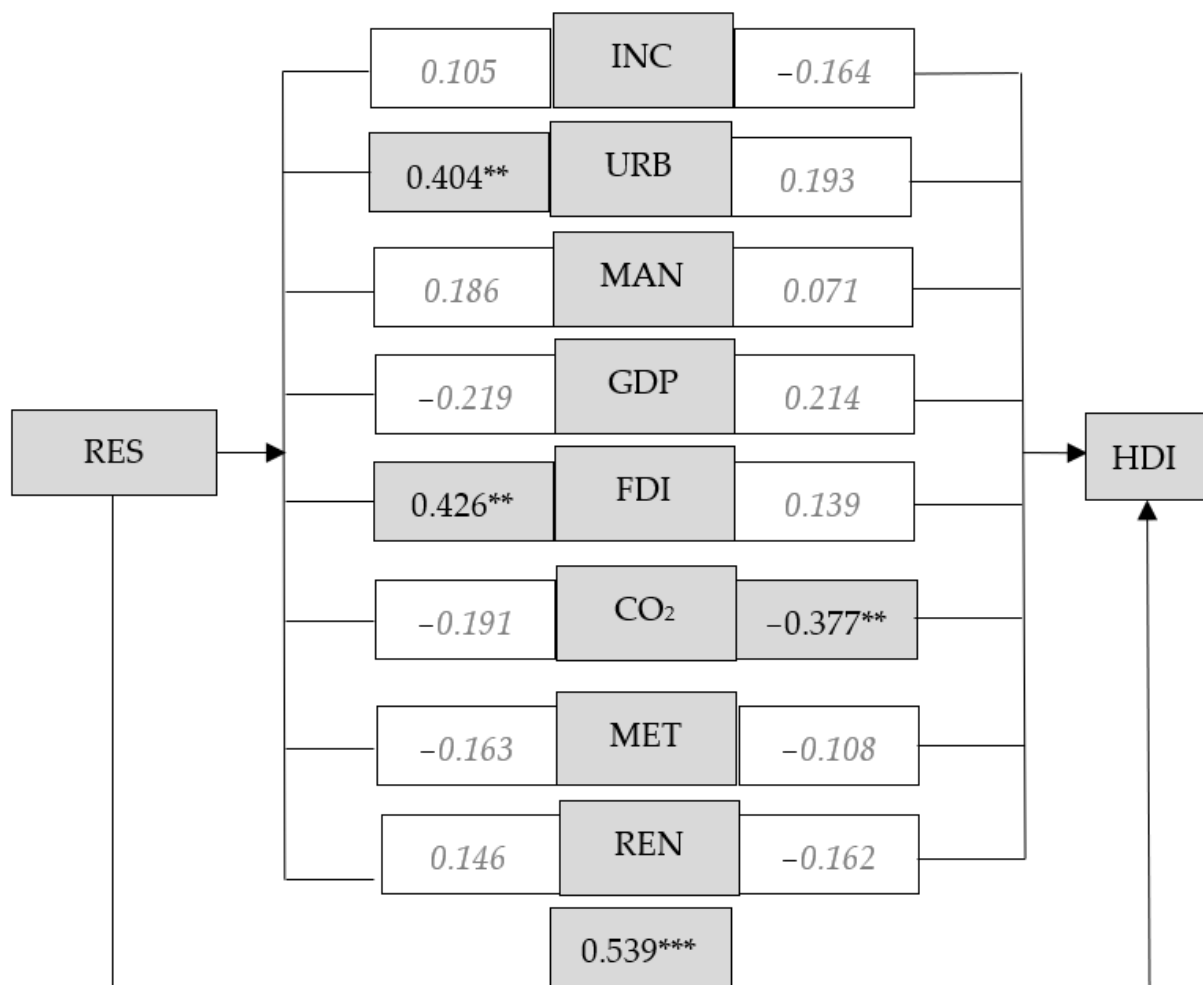 0.105 INC −0.164
0.404** URB 0.193
0.186 MAN 0.071
−0.219 GDP 0.214
RES
0.426** FDI 0.139
HDI
−0.191 CO₂ −0.377**
−0.163 MET −0.108
0.146 REN −0.162
0.539***